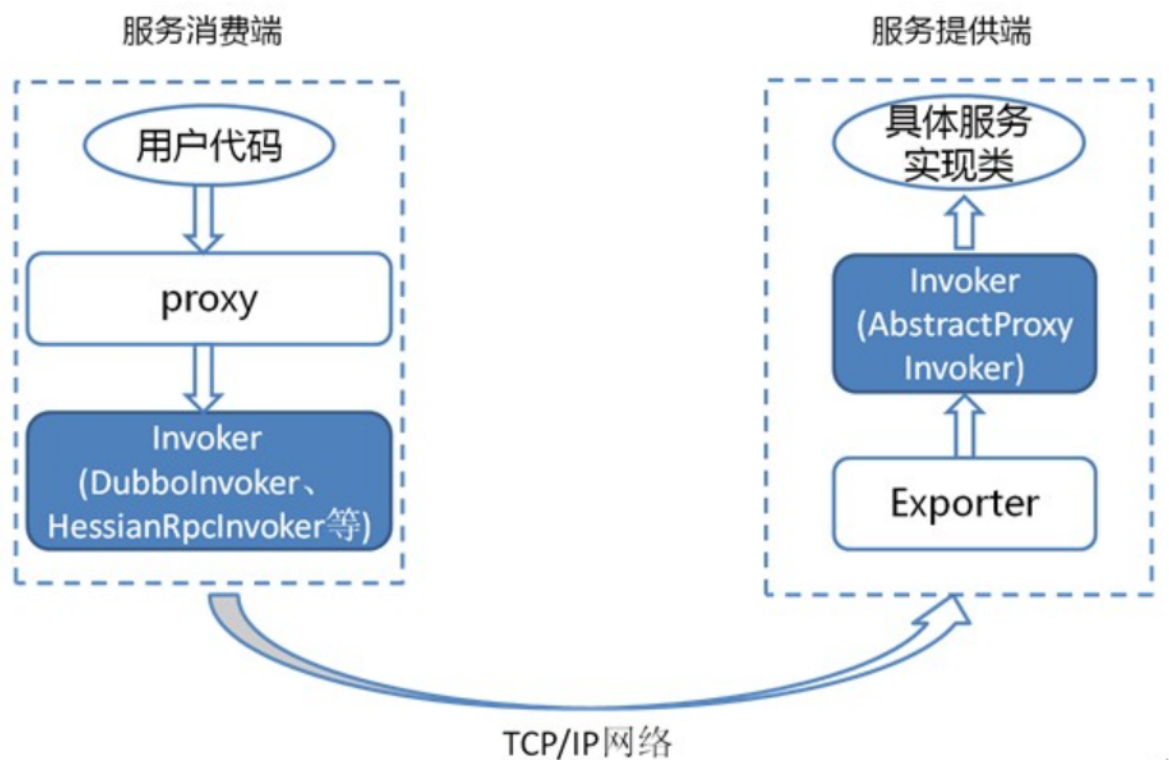 服务消费端
用户代码
proxy
Invoker
(DubboInvoker、
HessianRpcInvoker等)
服务提供端
具体服务
实现类
Invoker
(AbstractProxy
Invoker)
Exporter
TCP/IP网络